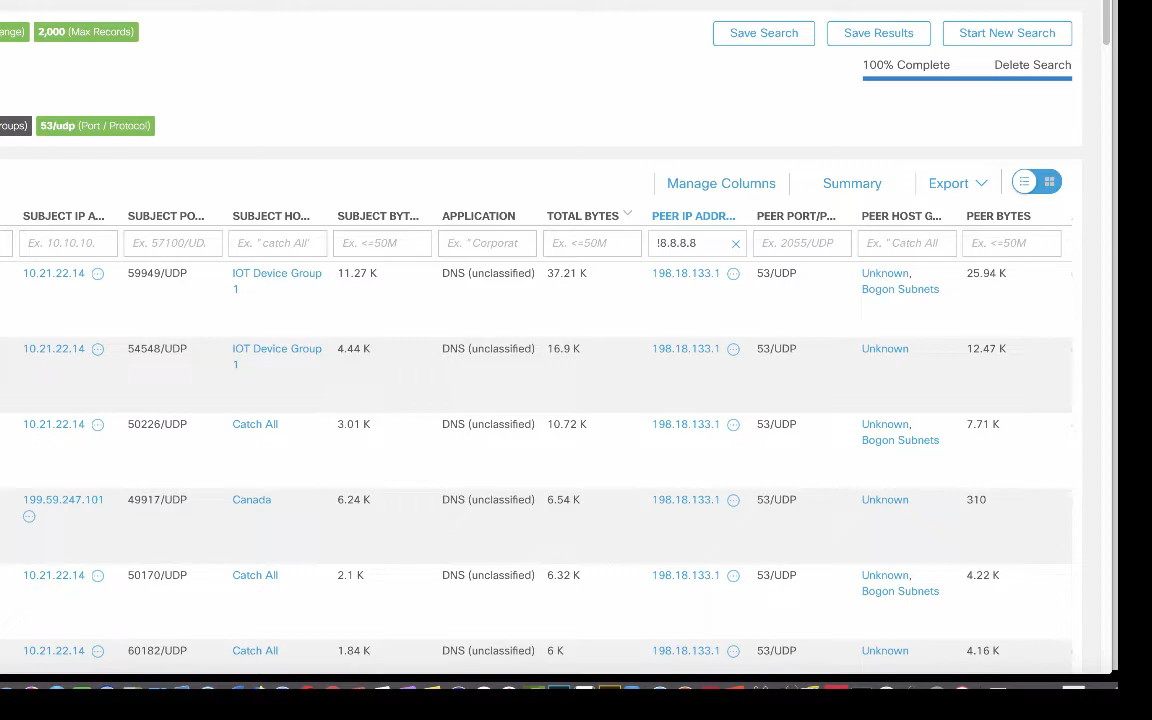 ange) 2,000 (Max Records) Save Search Save Results Start New Search
100% Complete Delete Search
roups) 53/udp (Port / Protocol)
Manage Columns Summary Export
SUBJECT IP A... SUBJECT PO... SUBJECT HO... SUBJECT BYT... APPLICATION TOTAL BYTES PEER IP ADDR... PEER PORT/P... PEER HOST G... PEER BYTES
Ex. 10.10.10. Ex. 57100/UD. Ex. "catch All" Ex. <=50M Ex. "Corporat Ex. <=50M !8.8.8.8 Ex. 2055/UDP Ex. "Catch All Ex. <=50M
10.21.22.14 59949/UDP IOT Device Group 11.27 K DNS (unclassified) 37.21 K 198.18.133.1 53/UDP Unknown, 25.94 K
1 Bogon Subnets
10.21.22.14 54548/UDP IOT Device Group 4.44 K DNS (unclassified) 16.9 K 198.18.133.1 53/UDP Unknown 12.47 K
1
10.21.22.14 50226/UDP Catch All 3.01 K DNS (unclassified) 10.72 K 198.18.133.1 53/UDP Unknown, 7.71 K
Bogon Subnets
199.59.247.101 49917/UDP Canada 6.24 K DNS (unclassified) 6.54 K 198.18.133.1 53/UDP Unknown 310
10.21.22.14 50170/UDP Catch All 2.1 K DNS (unclassified) 6.32 K 198.18.133.1 53/UDP Unknown, 4.22 K
Bogon Subnets
10.21.22.14 60182/UDP Catch All 1.84 K DNS (unclassified) 6 K 198.18.133.1 53/UDP Unknown 4.16 K